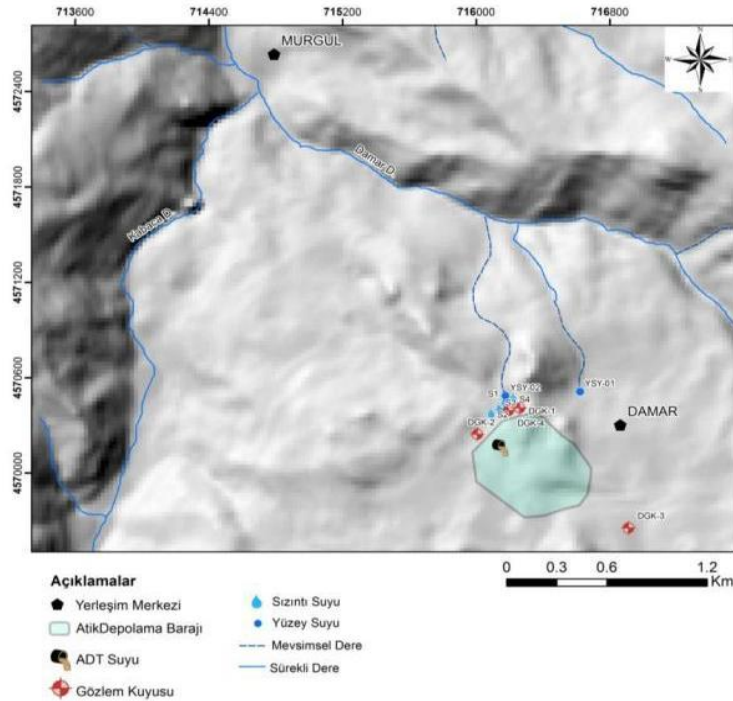 713600 714400 715200 716000 716800
N
W E
S
MURGUL
4572400
Damar D.
4571800
Kabaca D.
4571200
4570600
S1 YSY-02 YSY-01
S3 S4
DGK-2 S2 DGK-1
DGK-4
DAMAR
4570000
DGK-3
0 0.3 0.6 1.2
Km
Açıklamalar
Yerleşim Merkezi
AtikDepolama Barajı
ADT Suyu
Gözlem Kuyusu
Sızıntı Suyu
Yüzey Suyu
Mevsimsel Dere
Sürekli Dere